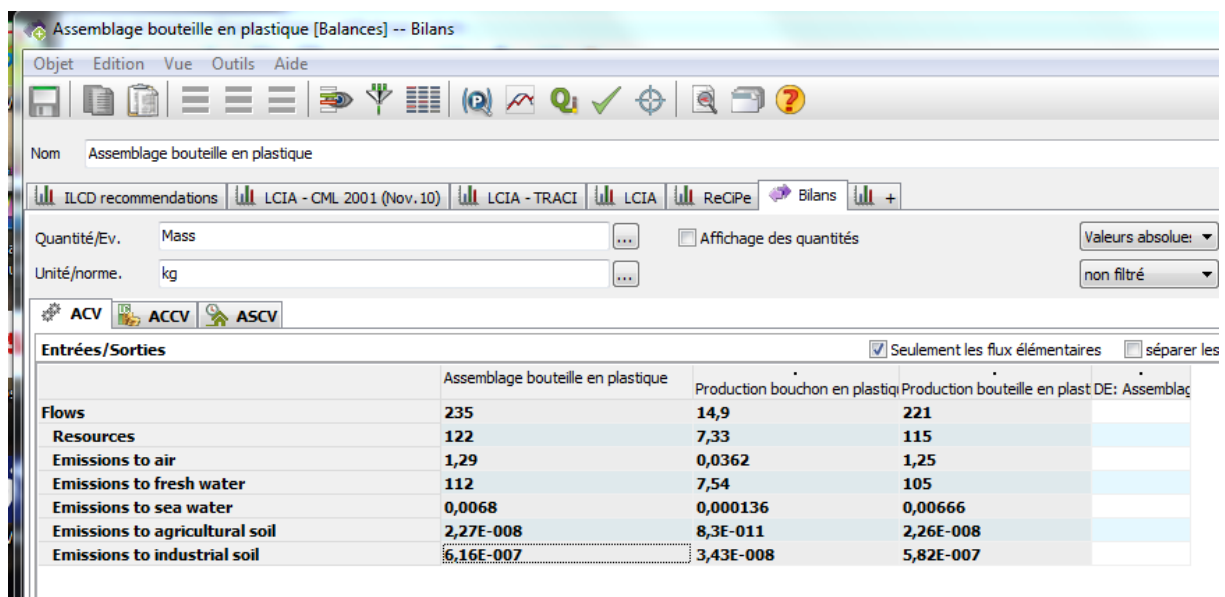 Assemblage bouteille en plastique [Balances] -- Bilans
Objet Edition Vue Outils Aide
Nom Assemblage bouteille en plastique
ILCD recommendations LCIA - CML 2001 (Nov. 10) LCIA - TRACI LCIA ReCiPe Bilans +
Quantité/Ev. Mass ... Affichage des quantités Valeurs absolue:
Unité/norme. kg ... non filtré
ACV ACCV ASCV
Entrées/Sorties Seulement les flux élémentaires séparer les
Assemblage bouteille en plastique Production bouchon en plastiq Production bouteille en plast DE: Assemblag
Flows 235 14,9 221
Resources 122 7,33 115
Emissions to air 1,29 0,0362 1,25
Emissions to fresh water 112 7,54 105
Emissions to sea water 0,0068 0,000136 0,00666
Emissions to agricultural soil 2,27E-008 8,3E-011 2,26E-008
Emissions to industrial soil 6,16E-007 3,43E-008 5,82E-007